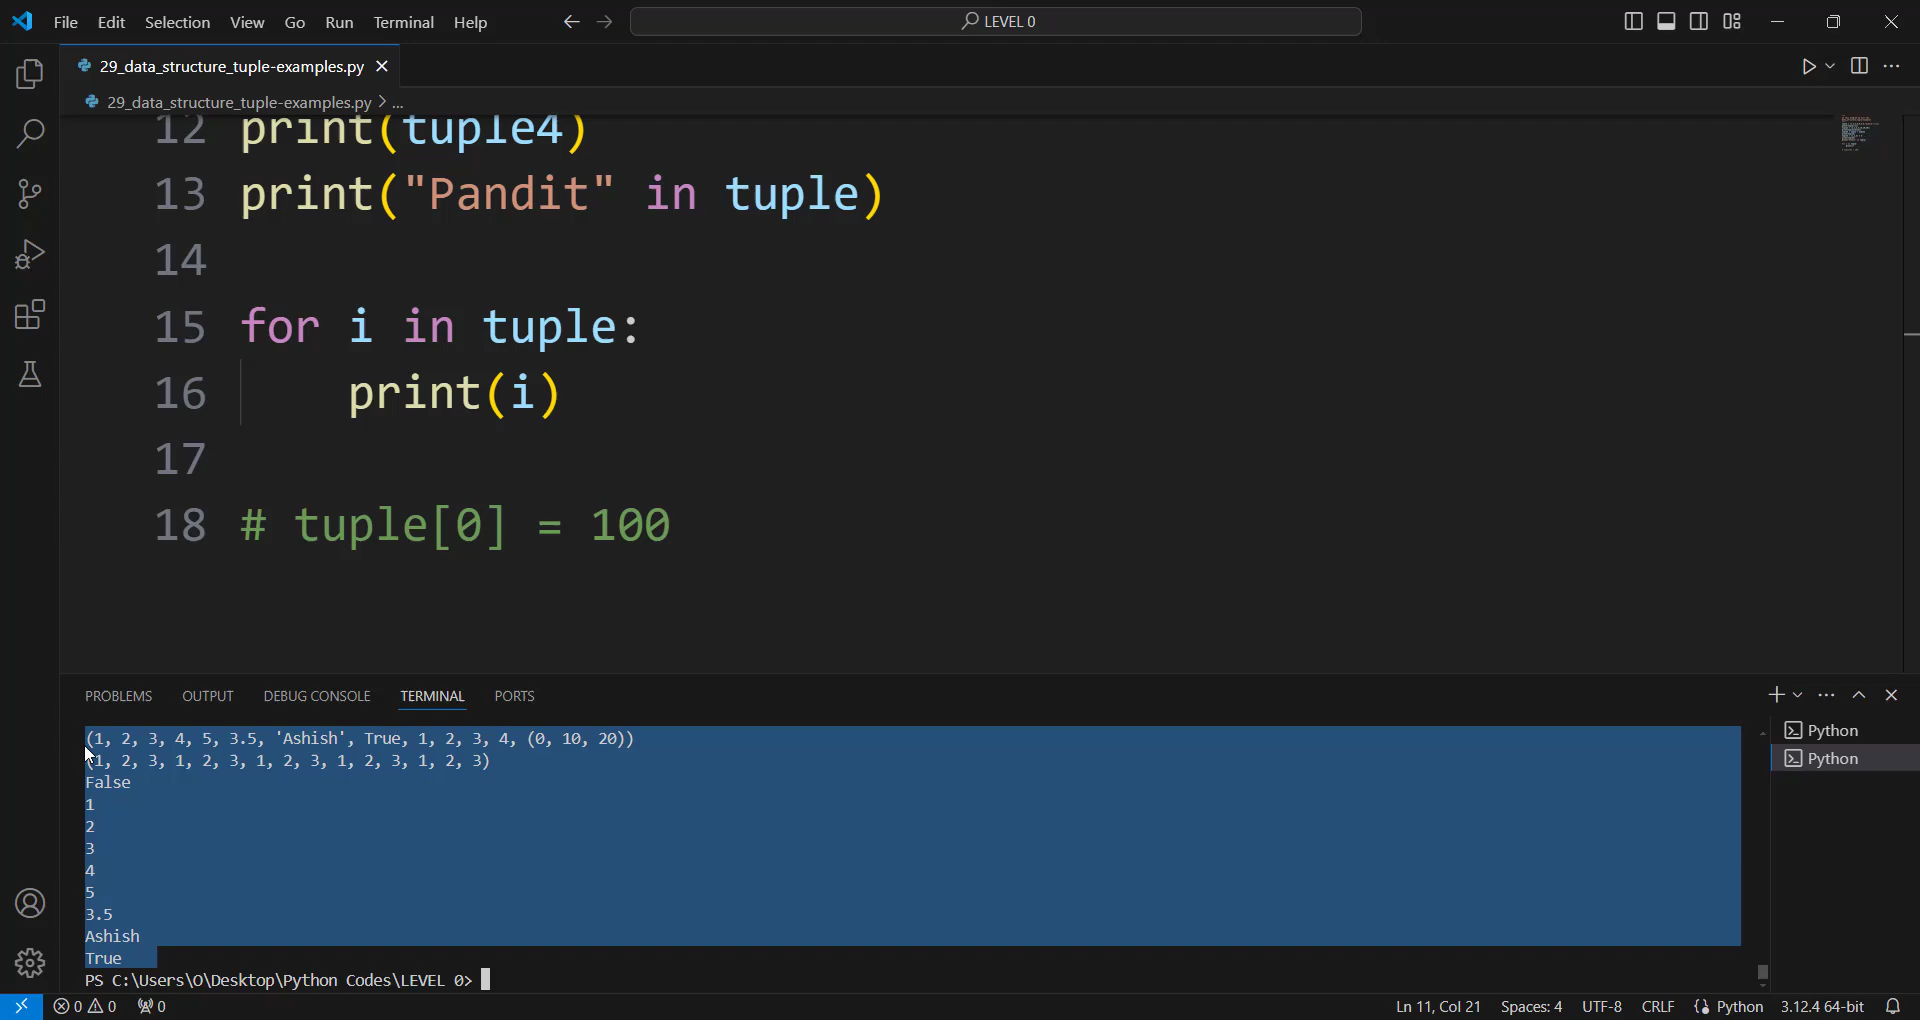 File Edit Selection View Go Run Terminal Help
LEVEL 0
29_data_structure_tuple-examples.py
29_data_structure_tuple-examples.py > ...
12 print(tuple4)
13 print("Pandit" in tuple)
14
15 for i in tuple:
16 print(i)
17
18 # tuple[0] = 100
PROBLEMS OUTPUT DEBUG CONSOLE TERMINAL PORTS
(1, 2, 3, 4, 5, 3.5, 'Ashish', True, 1, 2, 3, 4, (0, 10, 20))
(1, 2, 3, 1, 2, 3, 1, 2, 3, 1, 2, 3, 1, 2, 3)
False
1
2
3
4
5
3.5
Ashish
True
PS C:\Users\O\Desktop\Python Codes\LEVEL 0>
Python
Python
0 0 0
Ln 11, Col 21 Spaces: 4 UTF-8 CRLF Python 3.12.4 64-bit